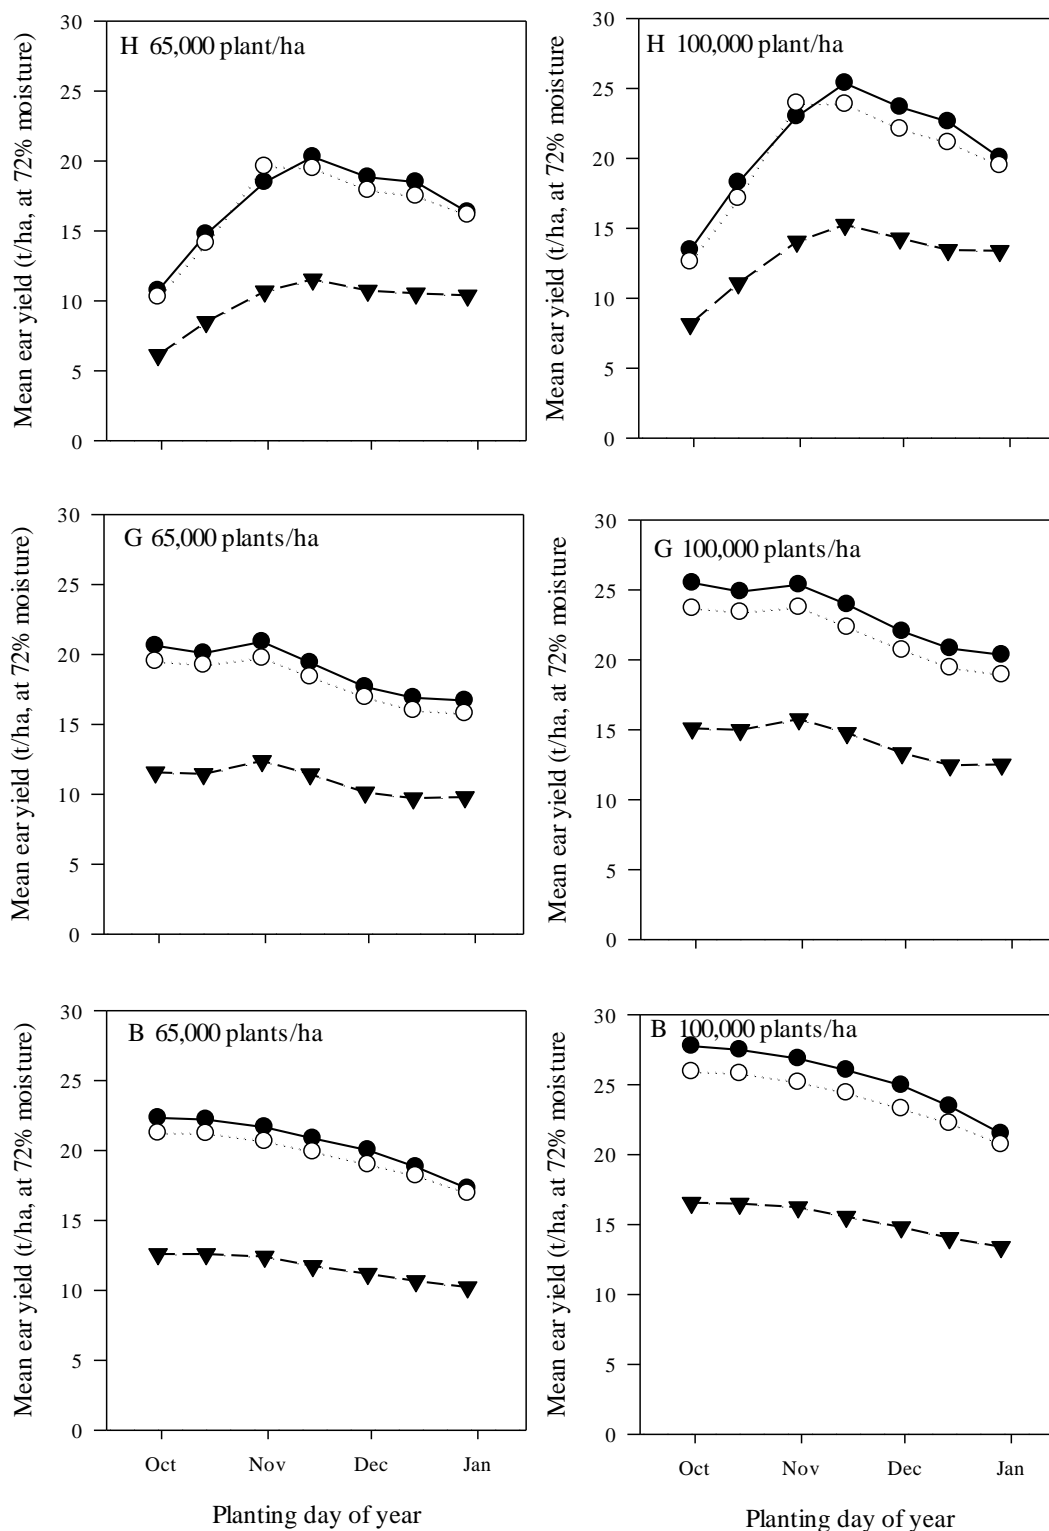 H 65,000 plant/ha
Mean ear yield (t/ha, at 72% moisture)
30
25
20
15
10
5
0
H 100,000 plant/ha
Mean ear yield (t/ha, at 72% moisture
30
25
20
15
10
5
0
G 65,000 plants/ha
Mean ear yield (t/ha, at 72% moisture)
30
25
20
15
10
5
0
G 100,000 plants/ha
Mean ear yield (t/ha, at 72% moisture
30
25
20
15
10
5
0
B 65,000 plants/ha
Mean ear yield (t/ha, at 72% moisture)
30
25
20
15
10
5
0
Oct Nov Dec Jan
Planting day of year
B 100,000 plants/ha
Mean ear yield (t/ha, at 72% moisture
30
25
20
15
10
5
0
Oct Nov Dec Jan
Planting day of year